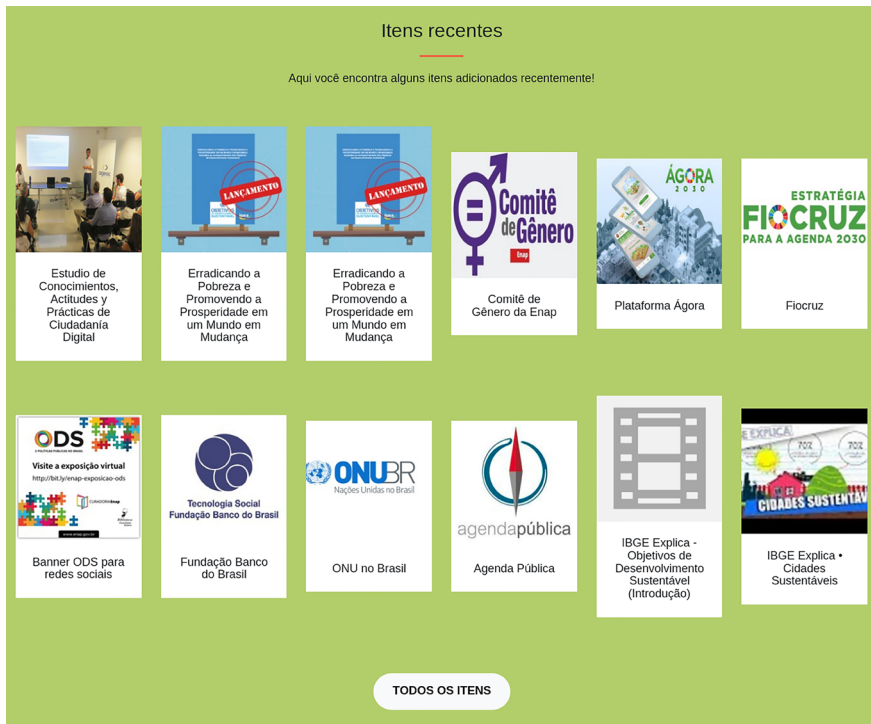 Itens recentes
Aqui você encontra alguns itens adicionados recentemente!
LANÇAMENTO
LANÇAMENTO
Comitê
de Gênero
Enap
ÁGORA
2030
ESTRATÉGIA
FIOCRUZ
PARA A AGENDA 2030
Estudio de
Conocimientos,
Actitudes y
Prácticas de
Ciudadanía
Digital
Erradicando a
Pobreza e
Promovendo a
Prosperidade em
um Mundo em
Mudança
Erradicando a
Pobreza e
Promovendo a
Prosperidade em
um Mundo em
Mudança
Comitê de
Gênero da Enap
Plataforma Ágora
Fiocruz
ODS
Visite a exposição virtual
http://bit.ly/enap-exposicao-ods
Tecnologia Social
Fundação Banco do Brasil
ONUBR
Nações Unidas no Brasil
agendapública
EXPLICA
70%
CIDADES SUSTENTÁV
Banner ODS para
redes sociais
Fundação Banco
do Brasil
ONU no Brasil
Agenda Pública
IBGE Explica -
Objetivos de
Desenvolvimento
Sustentável
(Introdução)
IBGE Explica •
Cidades
Sustentáveis
TODOS OS ITENS